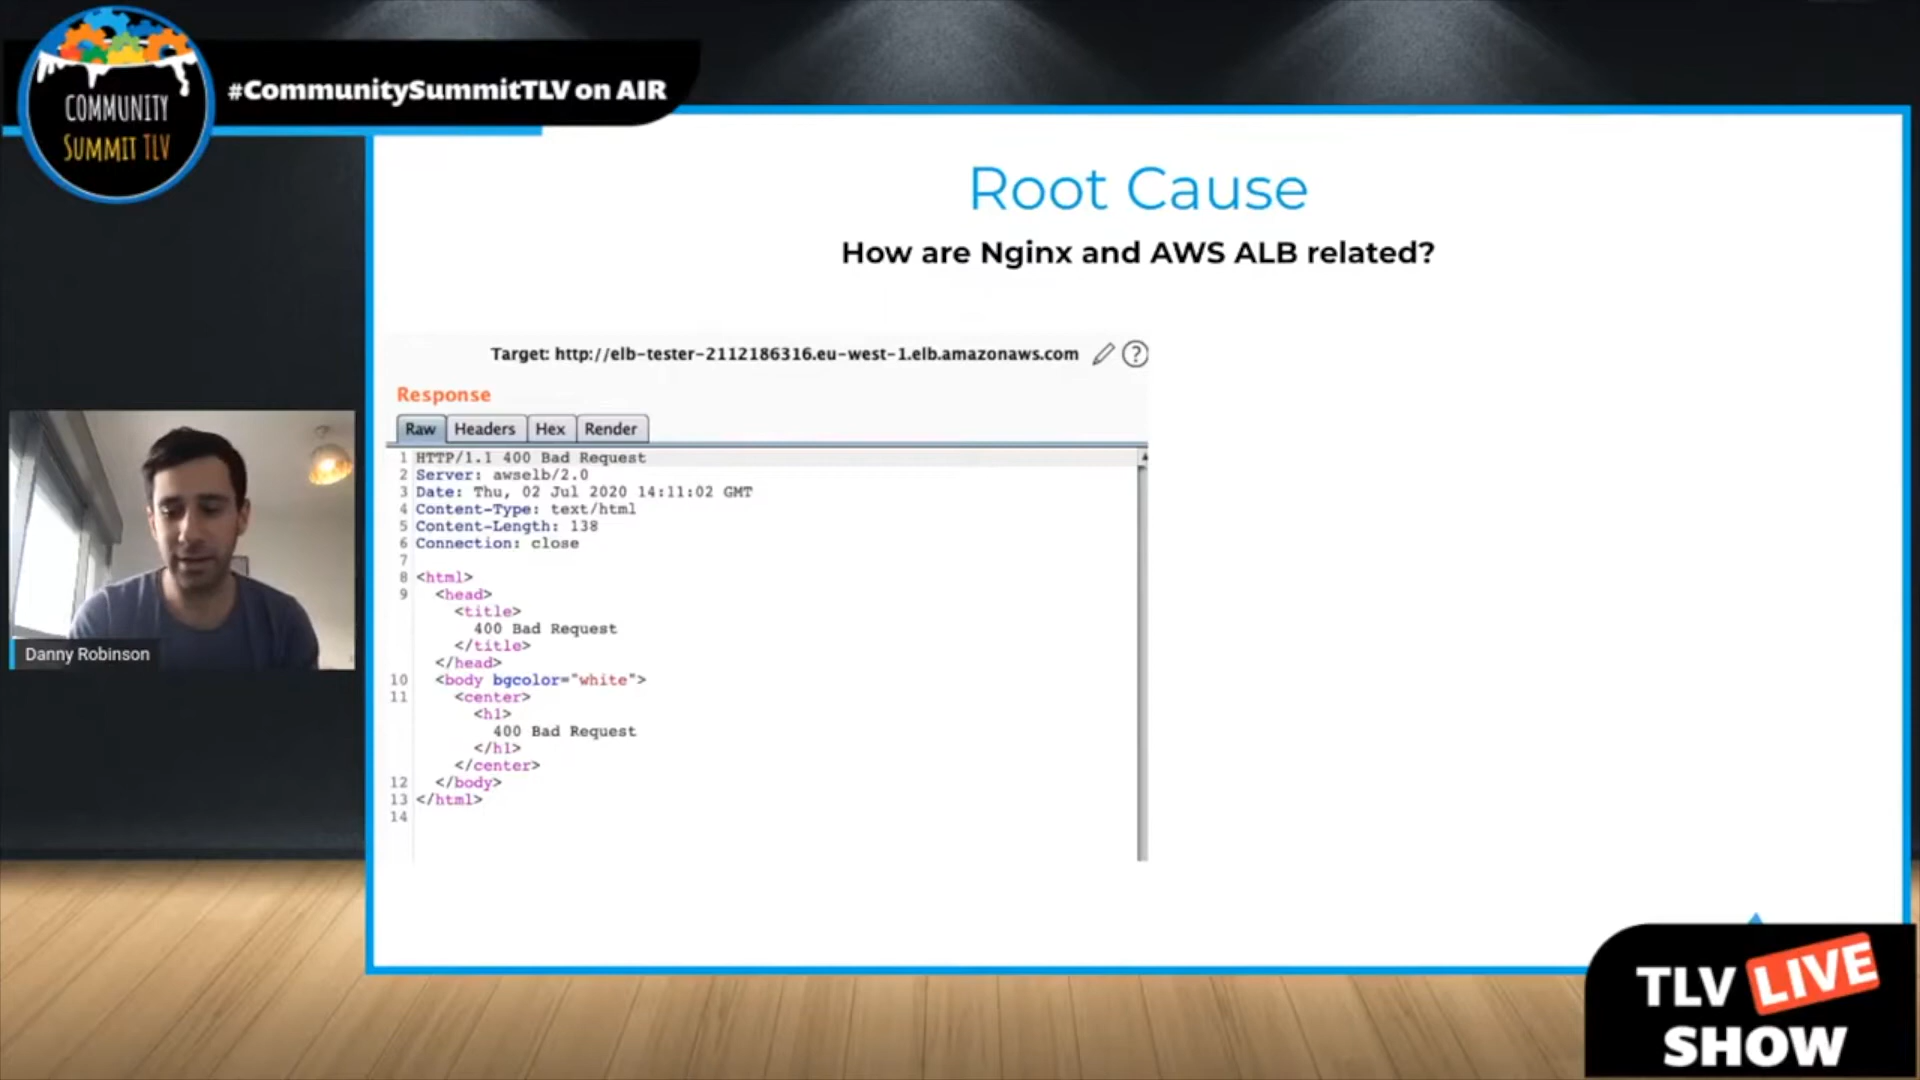 COMMUNITY
SUMMIT TLV
#CommunitySummitTLV on AIR
Root Cause
How are Nginx and AWS ALB related?
Target: http://elb-tester-2112186316.eu-west-1.elb.amazonaws.com
?
Response
Raw Headers Hex Render
1 HTTP/1.1 400 Bad Request
2 Server: awselb/2.0
3 Date: Thu, 02 Jul 2020 14:11:02 GMT
4 Content-Type: text/html
5 Content-Length: 138
6 Connection: close
7
8 <html>
9 <head>
<title>
400 Bad Request
</title>
</head>
10 <body bgcolor="white">
11 <center>
<h1>
400 Bad Request
</h1>
</center>
12 </body>
13 </html>
14
Danny Robinson
TLV LIVE
SHOW